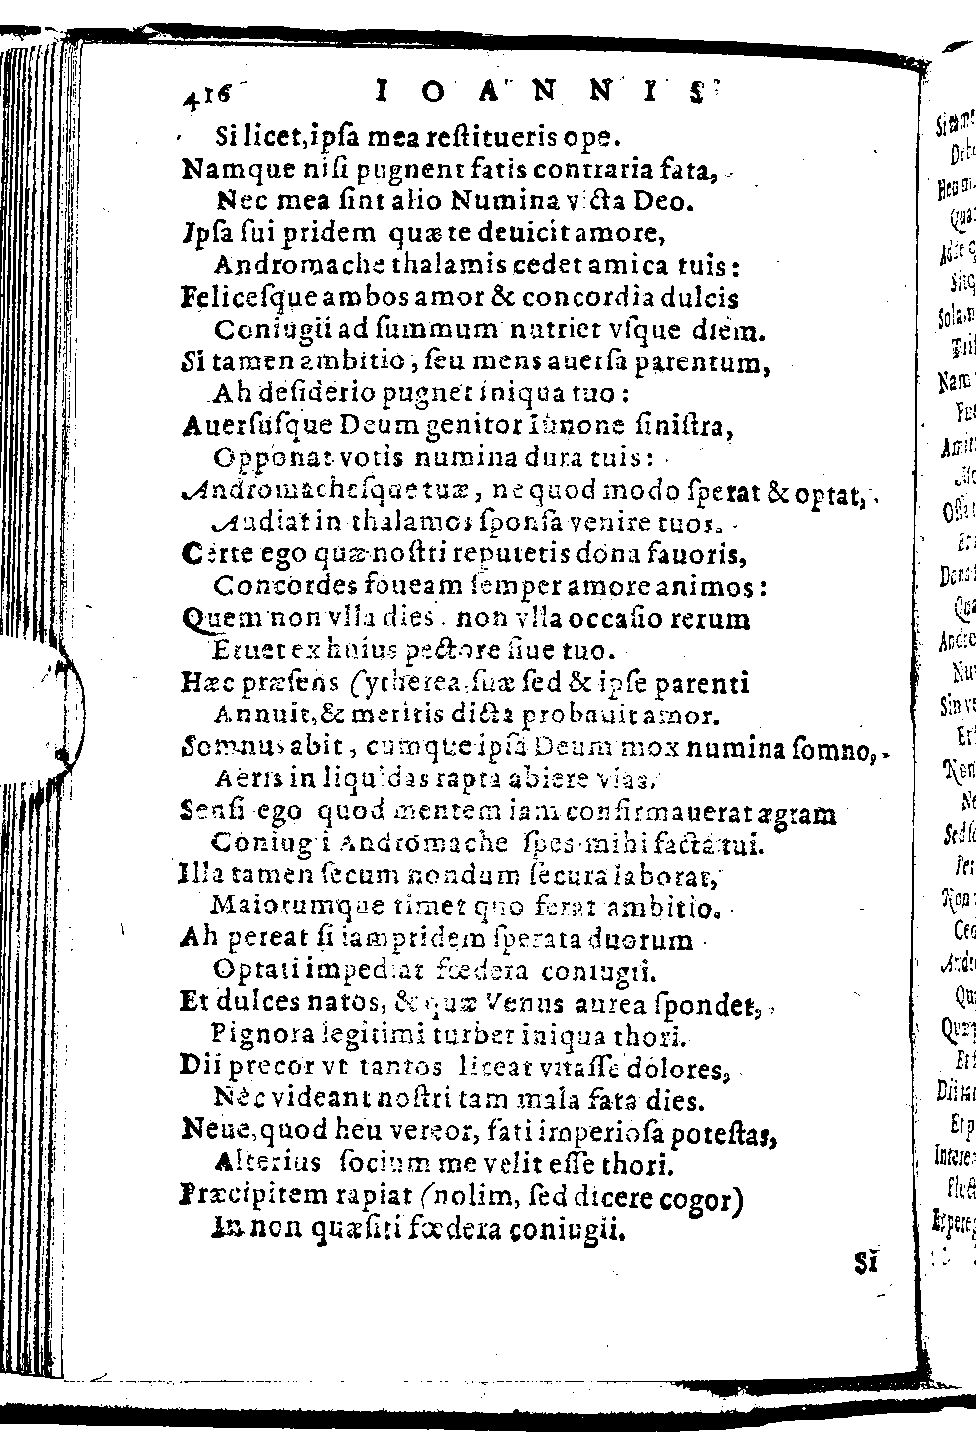 416 IOANNIS
Si licet, ipſa mea reſtitueris ope.
Namque niſi pugnent fatis contraria fata,
Nec mea ſint alio Numina victa Deo.
Ipſa ſui pridem quæ te deuicit amore,
Andromache thalamis cedet amica tuis:
Feliceſque ambos amor & concordia dulcis
Coniugii ad ſummum nutriet vſque diem.
Si tamen ambitio, ſeu mens auerſa parentum,
Ah deſiderio pugnet iniqua tuo:
Auerſuſque Deum genitor Iunone ſiniſtra,
Opponat votis numina dura tuis:
Andromacheſque tuæ, ne quod modo ſperat & optat,
Audiat in thalamos ſponſa venire tuos.
Certe ego quæ noſtri reputetis dona fauoris,
Concordes foueam ſemper amore animos:
Quem non vlla dies, non vlla occaſio rerum
Eruet ex huius pectore ſiue tuo.
Hæc præſens Cytherea, ſuæ ſed & ipſe parenti
Annuit, & meritis dicta probauit amor.
Somnus abit, cumque ipſa Deum mox numina ſomno,
Aeris in liquidas rapta abiere vias.
Senſi ego quod mentem iam confirmauerat ægram
Coniugii Andromache ſpes mihi facta tui.
Illa tamen ſecum nondum ſecura laborat,
Maiorumque timet quo ferat ambitio.
Ah pereat ſi iampridem ſperata duorum
Optati impediat fœdera coniugii.
Et dulces natos, & quæ Venus aurea ſpondet,
Pignora legitimi turbet iniqua thori.
Dii precor vt tantos liceat vitaſſe dolores,
Nec videant noſtri tam mala fata dies.
Neue, quod heu vereor, fati imperioſa poteſtas,
Alterius ſocium me velit eſſe thori.
Præcipitem rapiat (nolim, ſed dicere cogor)
In non quæſiti fœdera coniugii.
Si